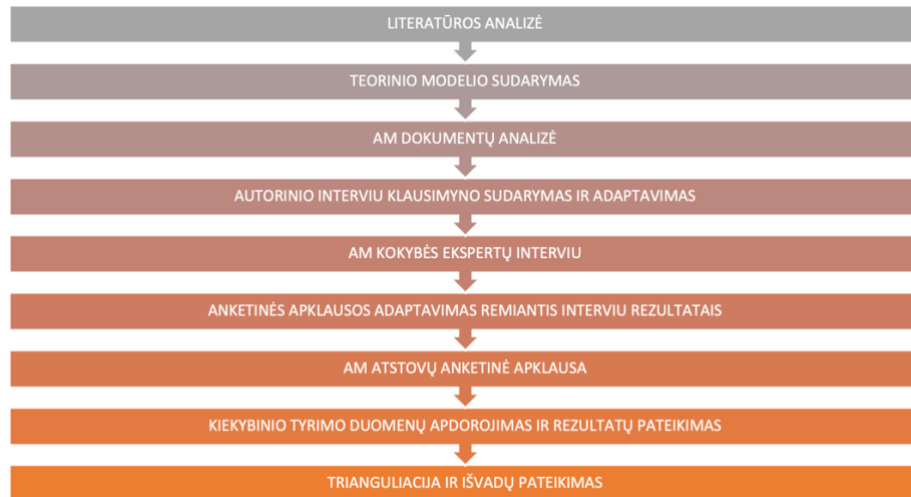 LITERATŪROS ANALIZĖ
TEORINIO MODELIO SUDARYMAS
AM DOKUMENTŲ ANALIZĖ
AUTORINIO INTERVIU KLAUSIMYNO SUDARYMAS IR ADAPTAVIMAS
AM KOKYBĖS EKSPERTŲ INTERVIU
ANKETINĖS APKLAUSOS ADAPTAVIMAS REMIANTIS INTERVIU REZULTATAIS
AM ATSTOVŲ ANKETINĖ APKLAUSA
KIEKYBINIO TYRIMO DUOMENŲ APDOROJIMAS IR REZULTATŲ PATEIKIMAS
TRIANGULIACIJA IR IŠVADŲ PATEIKIMAS